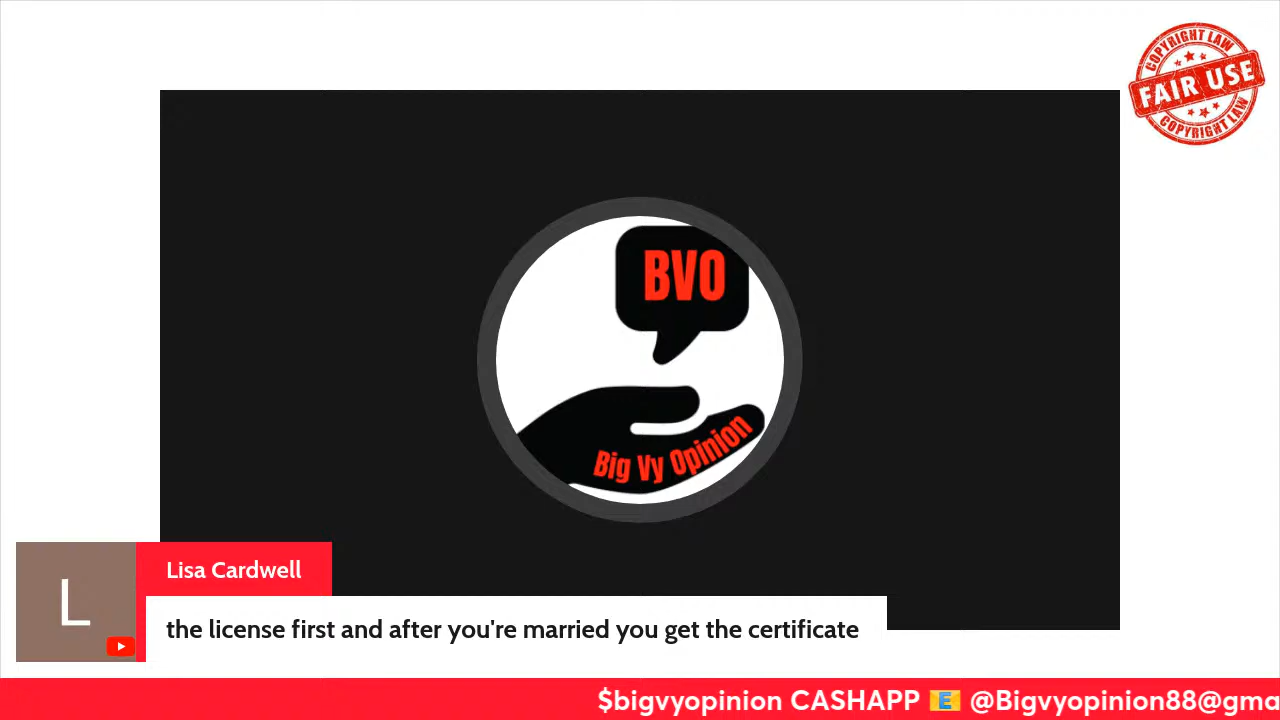 COPYRIGHT LAW
FAIR USE
COPYRIGHT LAW
BVO
Big Vy Opinion
L
Lisa Cardwell
the license first and after you're married you get the certificate
$bigvyopinion CASHAPP 📧 @Bigvyopinion88@gma